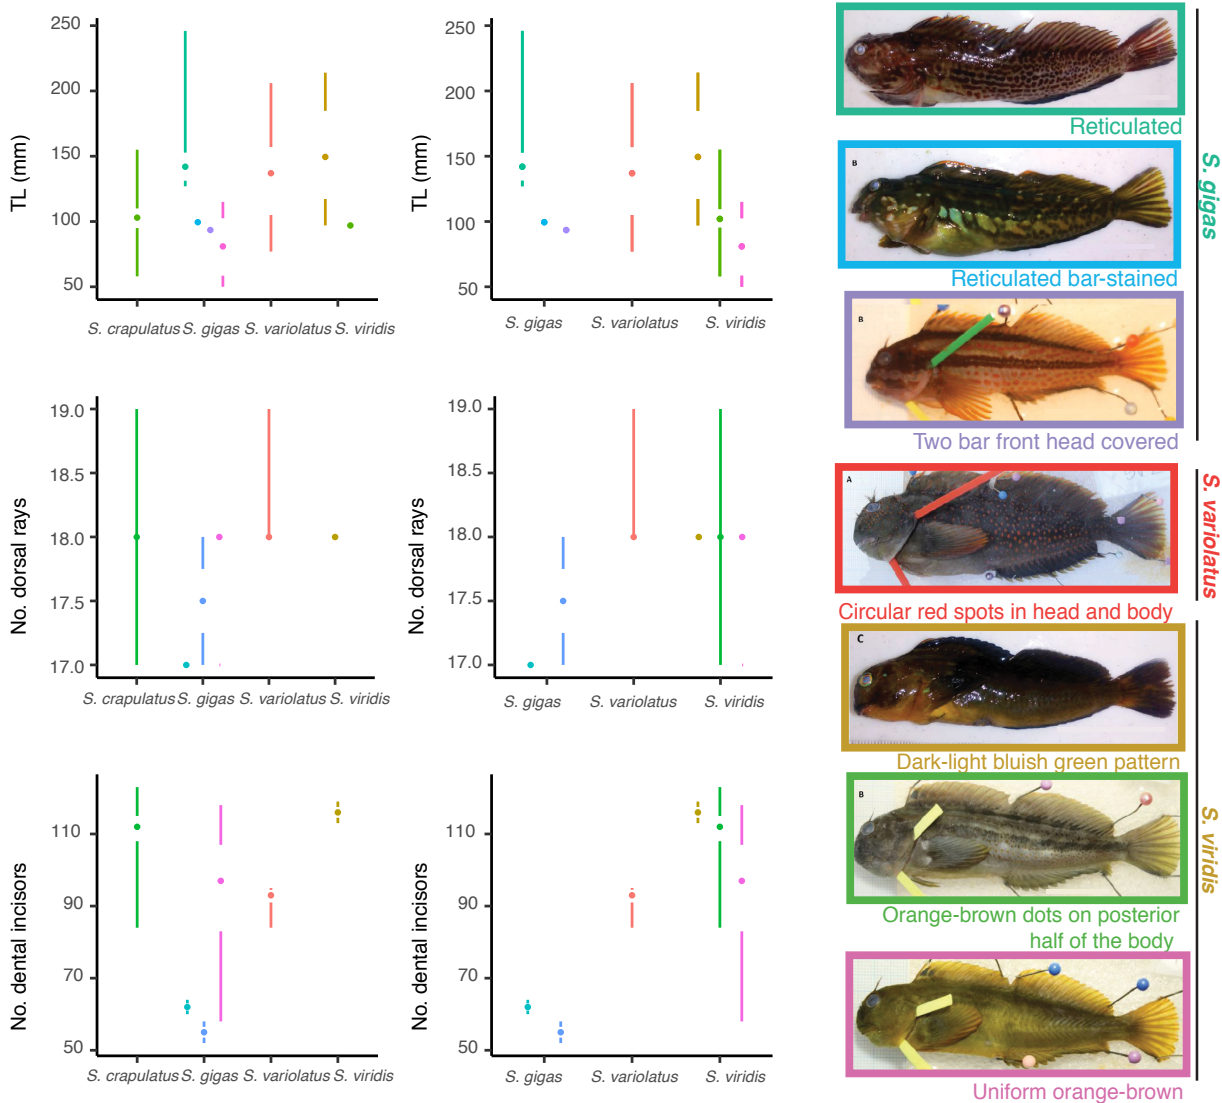 TL (mm)
250
200
150
100
50
S. crapulatus S. gigas S. variolatus S. viridis
TL (mm)
250
200
150
100
50
S. gigas S. variolatus S. viridis
No. dorsal rays
19.0
18.5
18.0
17.5
17.0
S. crapulatus S. gigas S. variolatus S. viridis
No. dorsal rays
19.0
18.5
18.0
17.5
17.0
S. gigas S. variolatus S. viridis
No. dental incisors
110
90
70
50
S. crapulatus S. gigas S. variolatus S. viridis
No. dental incisors
110
90
70
50
S. gigas S. variolatus S. viridis
Reticulated
B
Reticulated bar-stained
B
Two bar front head covered
S. gigas
A
Circular red spots in head and body
S. variolatus
C
Dark-light bluish green pattern
B
Orange-brown dots on posterior
half of the body
Uniform orange-brown
S. viridis